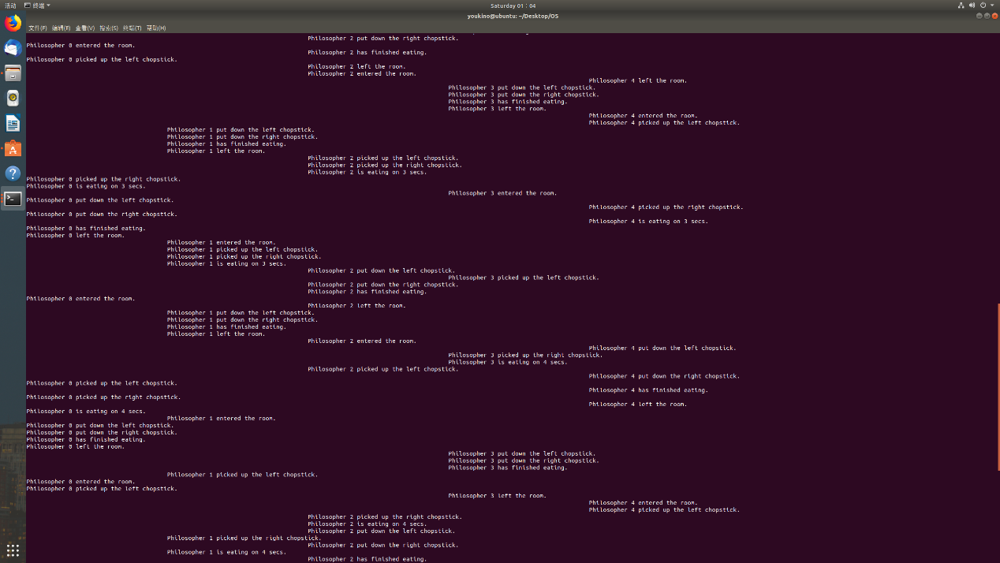 活动 终端 Saturday 01 : 04
youkino@ubuntu: ~/Desktop/OS
文件(F) 编辑(E) 查看(V) 搜索(S) 终端(T) 帮助(H)
Philosopher 2 put down the right chopstick.
Philosopher 0 entered the room.
Philosopher 2 has finished eating.
Philosopher 0 picked up the left chopstick.
Philosopher 2 left the room.
Philosopher 2 entered the room.
Philosopher 4 left the room.
Philosopher 3 put down the left chopstick.
Philosopher 3 put down the right chopstick.
Philosopher 3 has finished eating.
Philosopher 3 left the room.
Philosopher 4 entered the room.
Philosopher 4 picked up the left chopstick.
Philosopher 1 put down the left chopstick.
Philosopher 1 put down the right chopstick.
Philosopher 1 has finished eating.
Philosopher 1 left the room.
Philosopher 2 picked up the left chopstick.
Philosopher 2 picked up the right chopstick.
Philosopher 2 is eating on 3 secs.
Philosopher 0 picked up the right chopstick.
Philosopher 0 is eating on 3 secs.
Philosopher 3 entered the room.
Philosopher 0 put down the left chopstick.
Philosopher 4 picked up the right chopstick.
Philosopher 0 put down the right chopstick.
Philosopher 4 is eating on 3 secs.
Philosopher 0 has finished eating.
Philosopher 0 left the room.
Philosopher 1 entered the room.
Philosopher 1 picked up the left chopstick.
Philosopher 1 picked up the right chopstick.
Philosopher 1 is eating on 3 secs.
Philosopher 2 put down the left chopstick.
Philosopher 3 picked up the left chopstick.
Philosopher 2 put down the right chopstick.
Philosopher 2 has finished eating.
Philosopher 0 entered the room.
Philosopher 2 left the room.
Philosopher 1 put down the left chopstick.
Philosopher 1 put down the right chopstick.
Philosopher 1 has finished eating.
Philosopher 1 left the room.
Philosopher 2 entered the room.
Philosopher 4 put down the left chopstick.
Philosopher 3 picked up the right chopstick.
Philosopher 3 is eating on 4 secs.
Philosopher 2 picked up the left chopstick.
Philosopher 4 put down the right chopstick.
Philosopher 0 picked up the left chopstick.
Philosopher 4 has finished eating.
Philosopher 0 picked up the right chopstick.
Philosopher 4 left the room.
Philosopher 0 is eating on 4 secs.
Philosopher 1 entered the room.
Philosopher 0 put down the left chopstick.
Philosopher 0 put down the right chopstick.
Philosopher 0 has finished eating.
Philosopher 0 left the room.
Philosopher 3 put down the left chopstick.
Philosopher 3 put down the right chopstick.
Philosopher 3 has finished eating.
Philosopher 1 picked up the left chopstick.
Philosopher 0 entered the room.
Philosopher 0 picked up the left chopstick.
Philosopher 3 left the room.
Philosopher 4 entered the room.
Philosopher 4 picked up the left chopstick.
Philosopher 2 picked up the right chopstick.
Philosopher 2 is eating on 4 secs.
Philosopher 2 put down the left chopstick.
Philosopher 1 picked up the right chopstick.
Philosopher 2 put down the right chopstick.
Philosopher 1 is eating on 4 secs.
Philosopher 2 has finished eating.